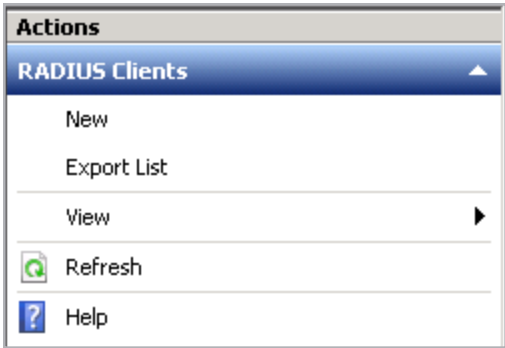 Actions
RADIUS Clients
New
Export List
View
Refresh
Help